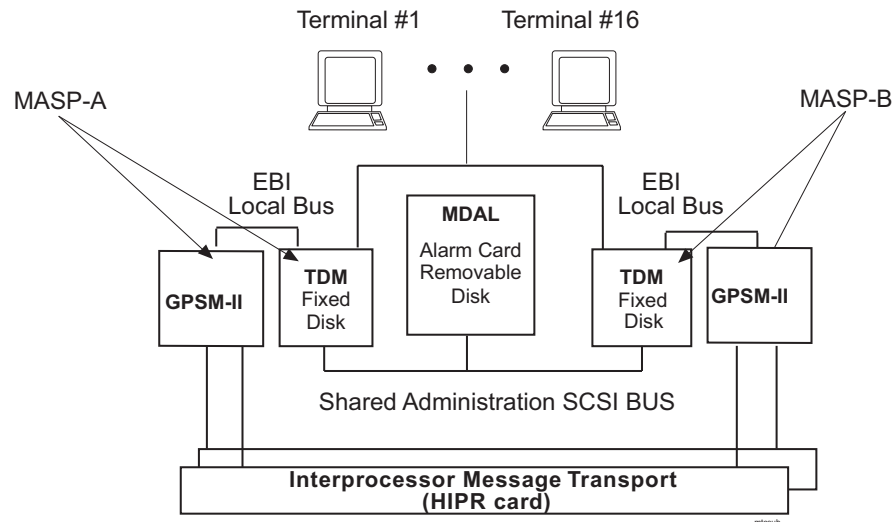 Terminal #1
Terminal #16
MASP-A
MASP-B
EBI
Local Bus
EBI
Local Bus
MDAL
Alarm Card
Removable
Disk
GPSM-II
TDM
Fixed
Disk
TDM
Fixed
Disk
GPSM-II
Shared Administration SCSI BUS
Interprocessor Message Transport
(HIPR card)